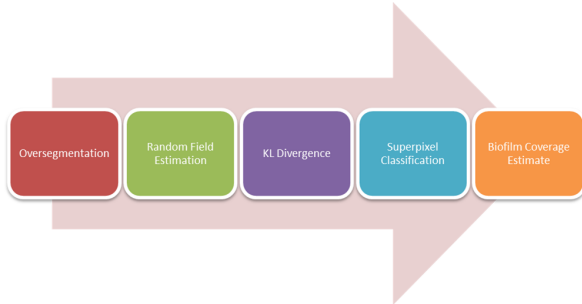 Oversegmentation
Random Field
Estimation
KL Divergence
Superpixel
Classification
Biofilm Coverage
Estimate